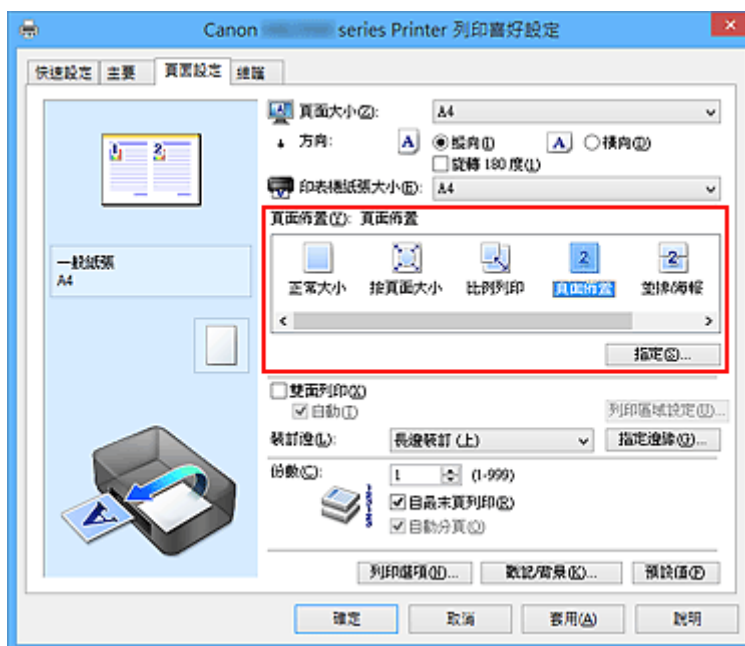 Canon series Printer 列印喜好設定
快速設定 主要 頁面設定 維護
頁面大小(Z): A4
方向: A 縱向(I) A 橫向(D)
旋轉 180 度(L)
印表機紙張大小(E): A4
頁面佈置(Y): 頁面佈置
正常大小 按頁面大小 比例列印 頁面佈置 並排/海報
指定(S)...
一般紙張
A4
雙面列印(X)
自動(T)
列印區域設定(U)...
裝訂邊(L): 長邊裝訂 (上) 指定邊緣(G)...
份數(C): 1 (1-999)
自最末頁列印(R)
自動分頁(O)
列印選項(N)... 戳記/背景(K)... 預設值(F)
確定 取消 套用(A) 說明